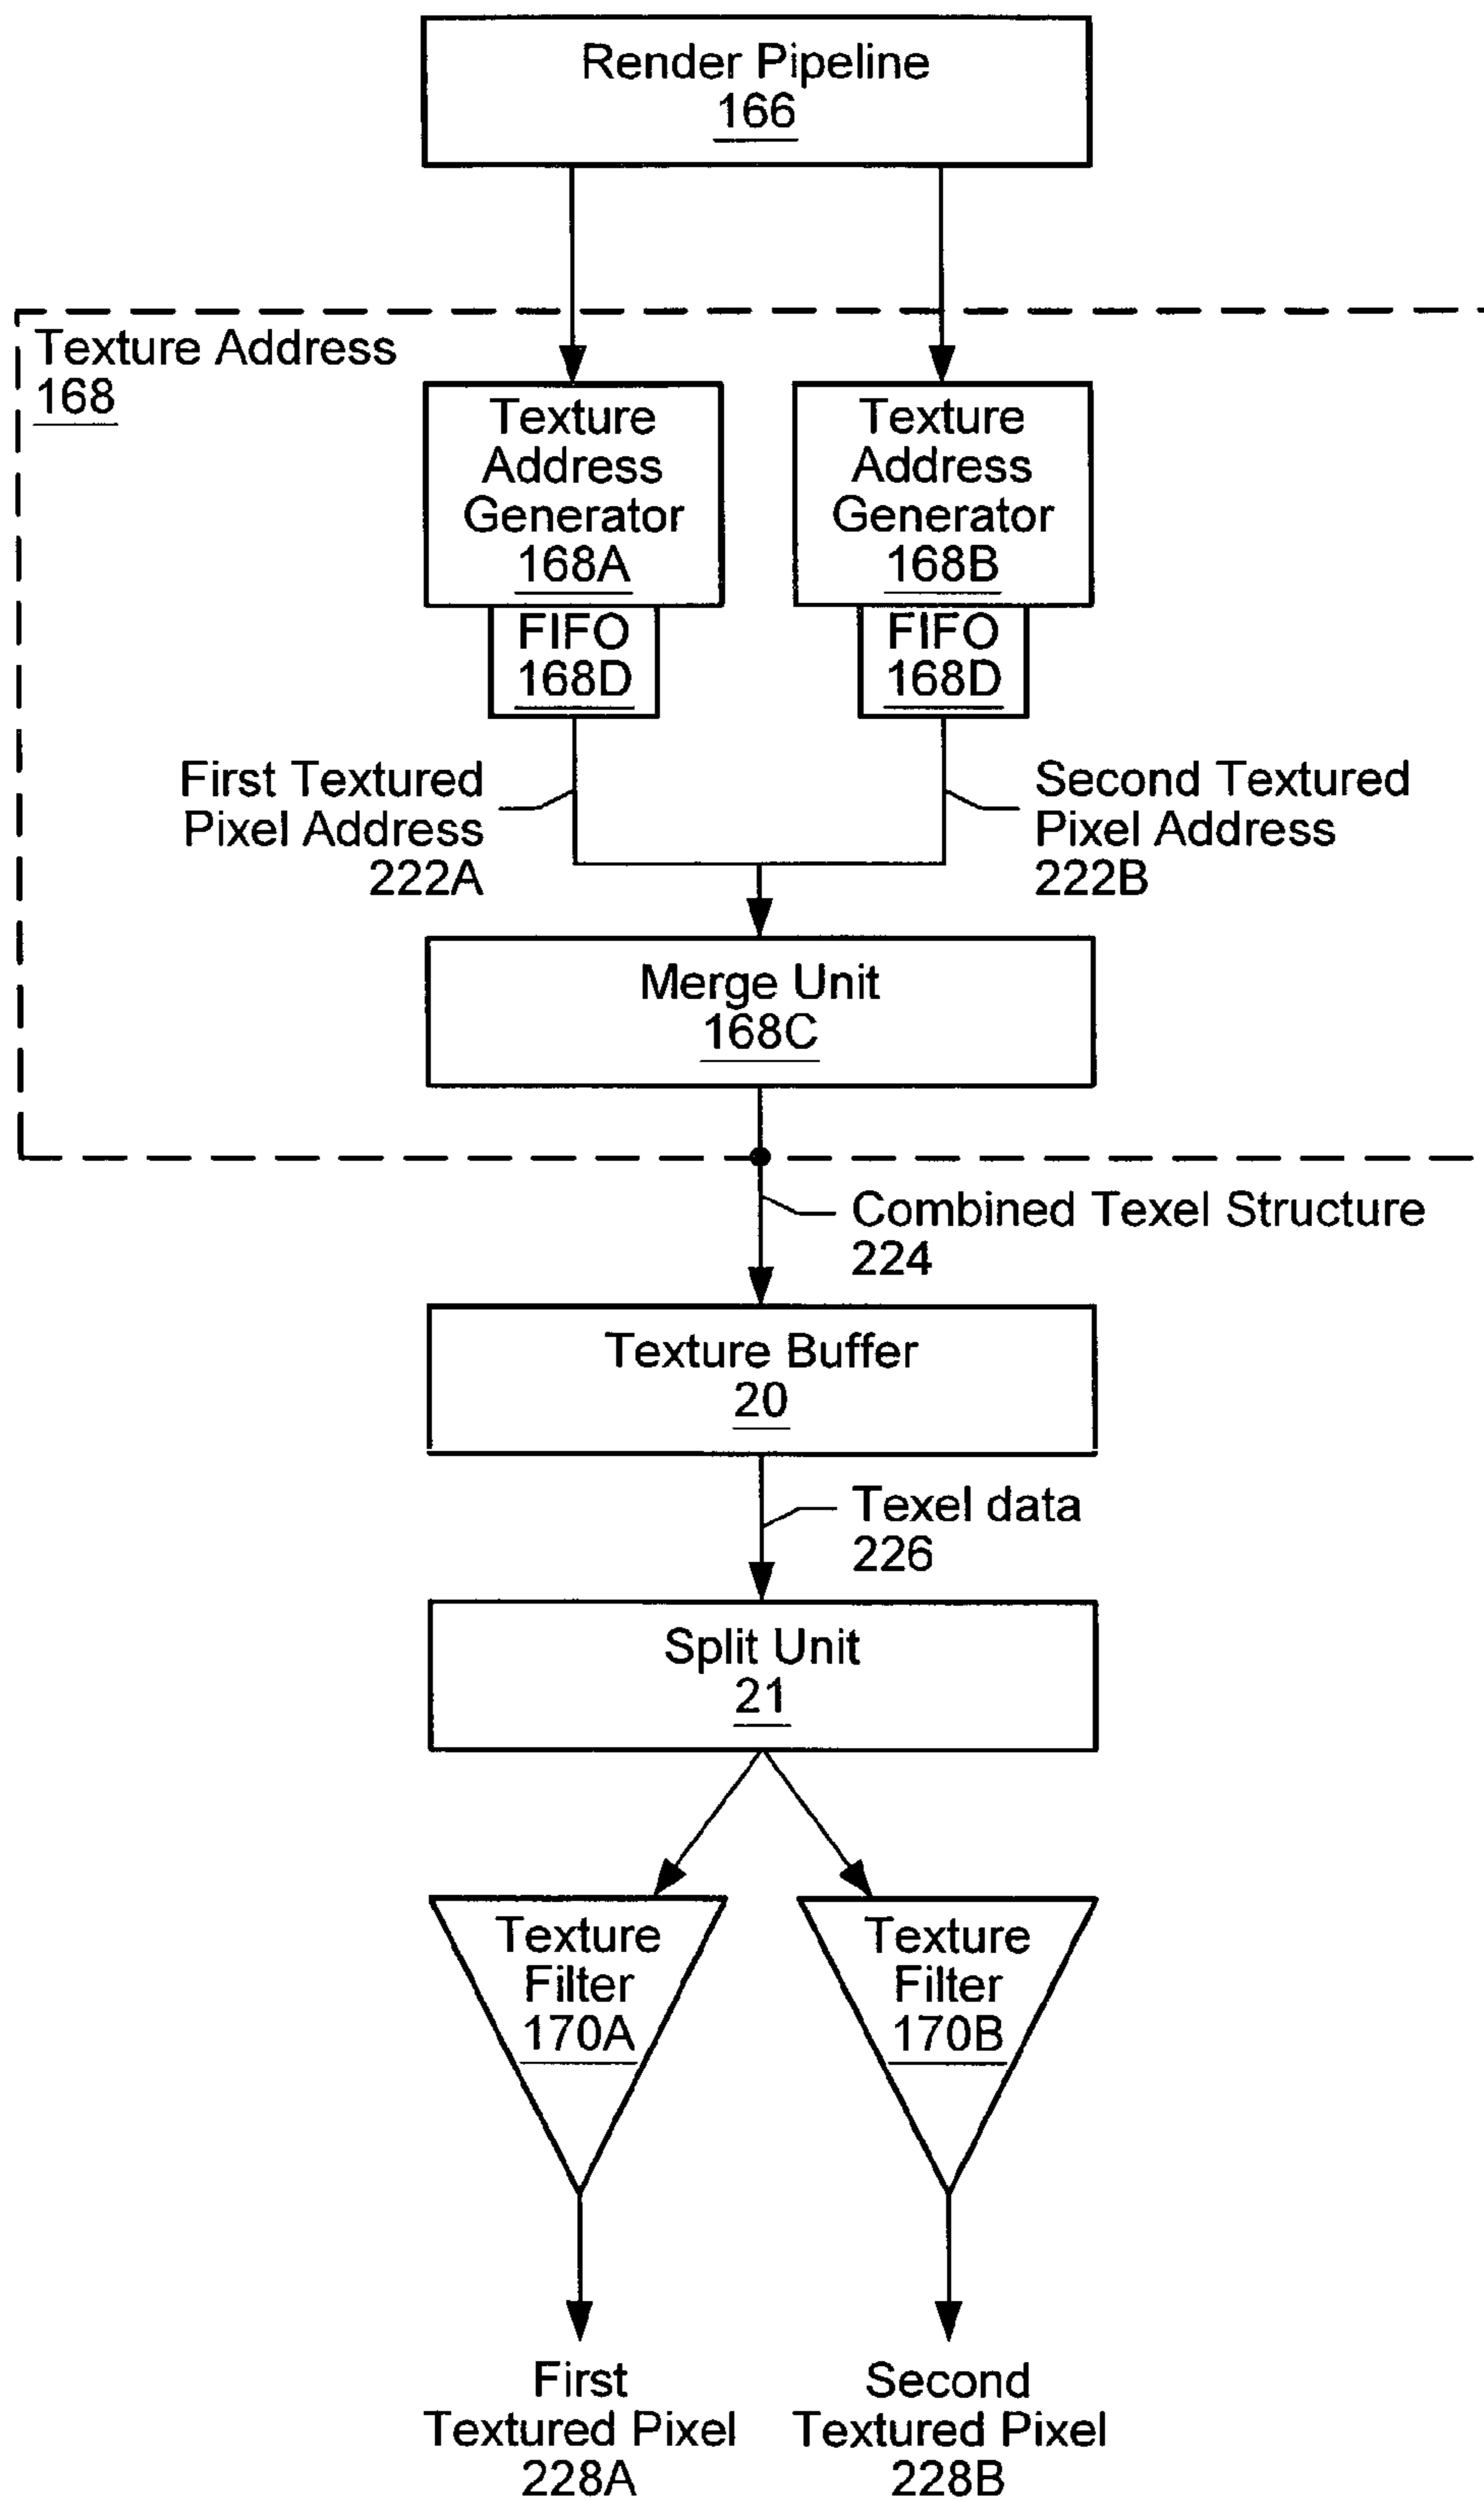 Render Pipeline
166
Texture Address
168
Texture
Address
Generator
168A
FIFO
168D
Texture
Address
Generator
168B
FIFO
168D
First Textured
Pixel Address
222A
Second Textured
Pixel Address
222B
Merge Unit
168C
Combined Texel Structure
224
Texture Buffer
20
Texel data
226
Split Unit
21
Texture
Filter
170A
Texture
Filter
170B
First
Textured Pixel
228A
Second
Textured Pixel
228B